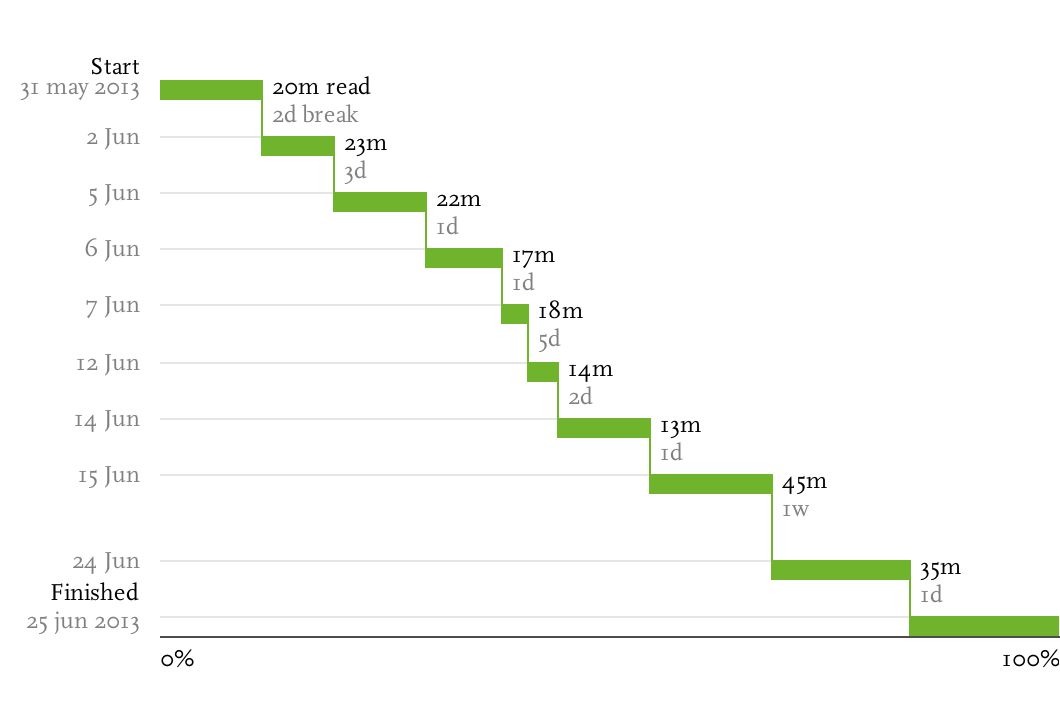 Start
31 may 2013
20m read
2d break
2 Jun
23m
3d
5 Jun
22m
1d
6 Jun
17m
1d
7 Jun
18m
5d
12 Jun
14m
2d
14 Jun
13m
1d
15 Jun
45m
1w
24 Jun
35m
Finished
1d
25 jun 2013
0%
100%